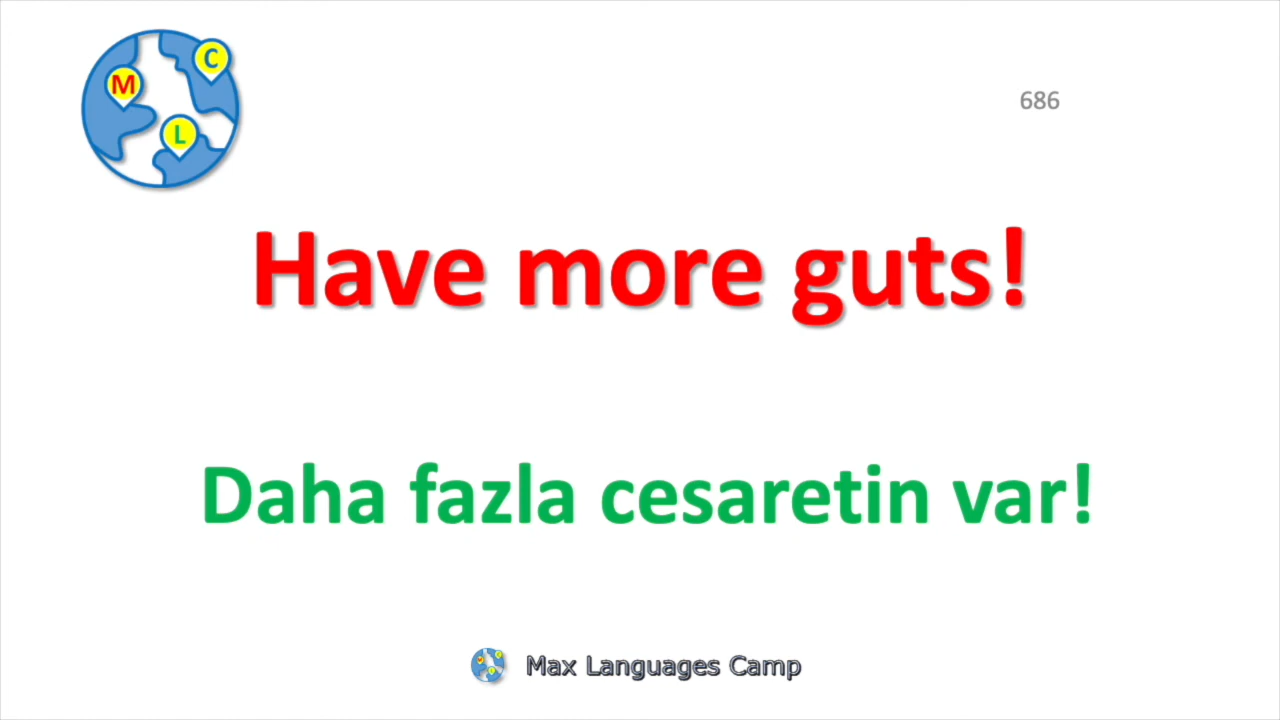 C
M
L
686
Have more guts!
Daha fazla cesaretin var!
Max Languages Camp